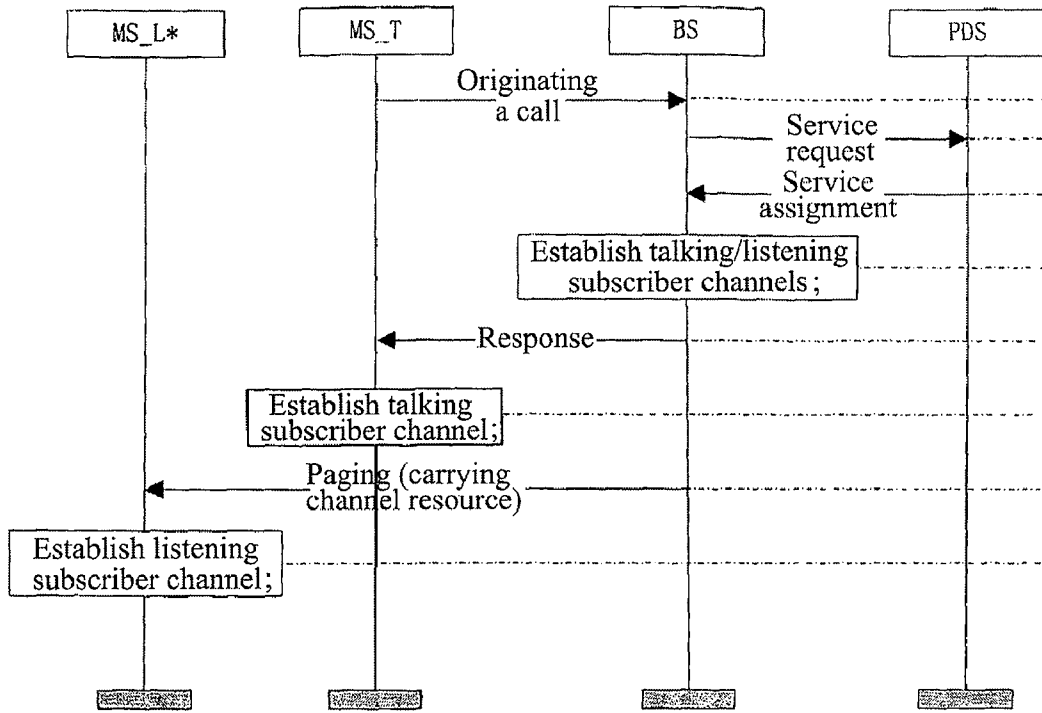 MS_L*
MS_T
BS
PDS
Originating
a call
Service
request
Service
assignment
Establish talking/listening
subscriber channels;
Response
Establish talking
subscriber channel;
Paging (carrying
channel resource)
Establish listening
subscriber channel;